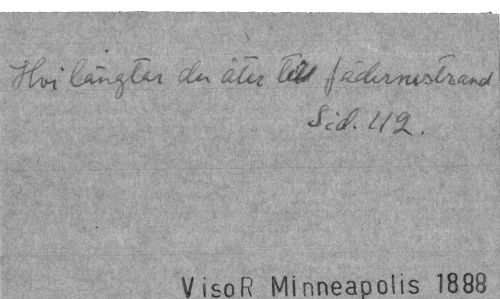 Hvi längtar du åter till fädernestrand
Sid. 112.
VisoR Minneapolis 1888